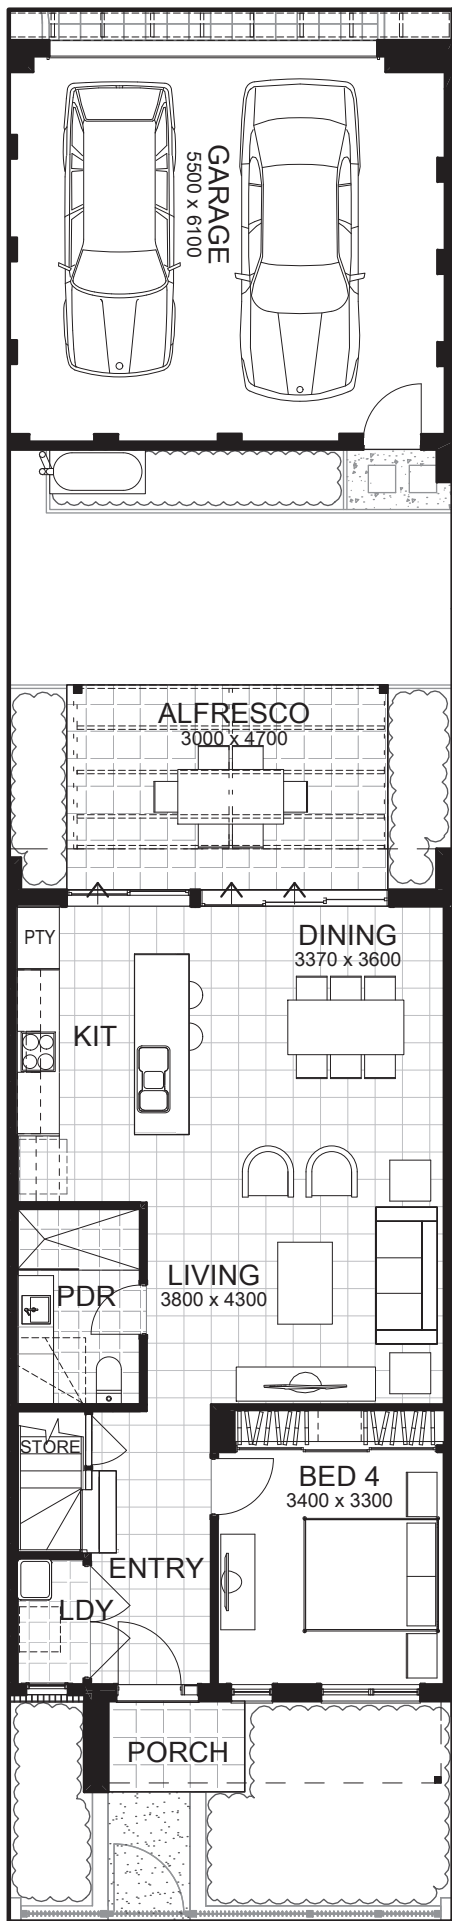 GARAGE
5500 x 6100
ALFRESCO
3000 x 4700
PTY
DINING
3370 x 3600
KIT
LIVING
3800 x 4300
PDR
STORE
BED 4
3400 x 3300
ENTRY
LDY
PORCH